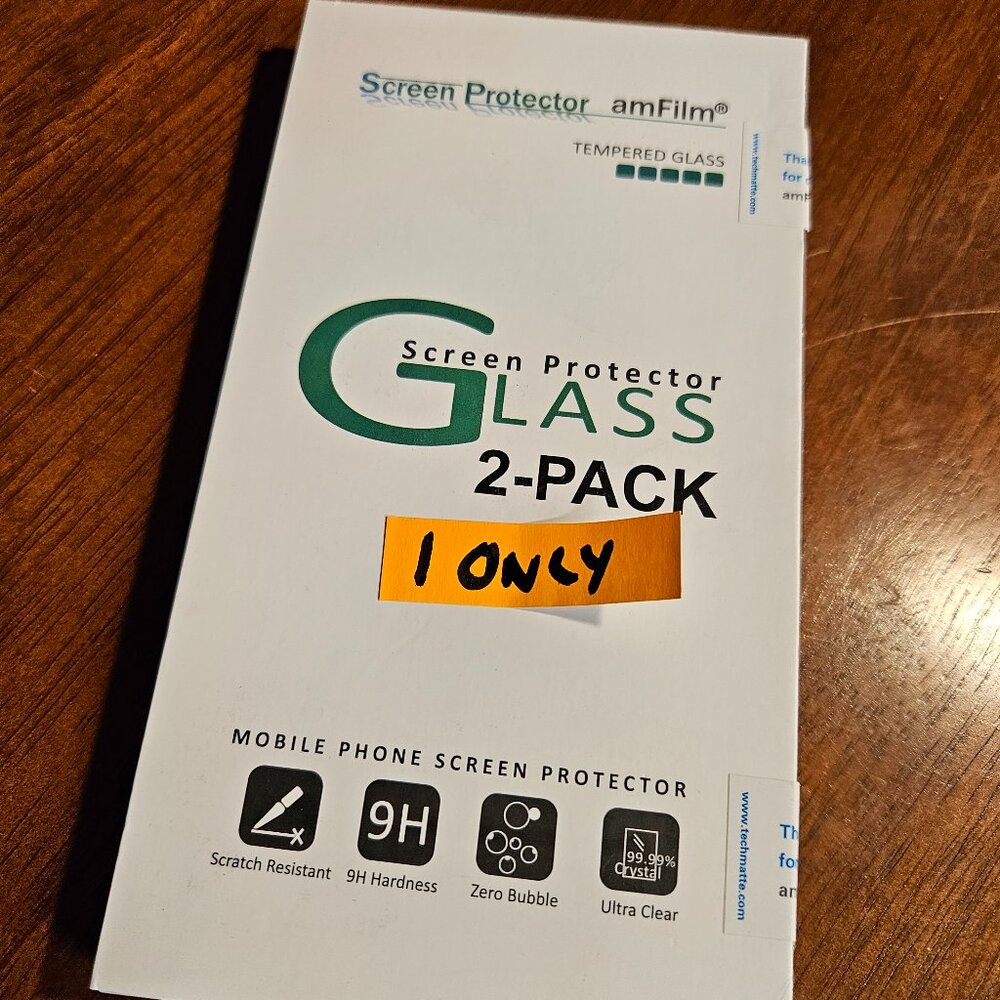 Screen Protector amFilm®
TEMPERED GLASS
www.techmatte.com
for
Screen Protector
GLASS
2-PACK
1 ONLY
MOBILE PHONE SCREEN PROTECTOR
Scratch Resistant
9H
9H Hardness
Zero Bubble
99.99%
Crystal
Ultra Clear
www.techmatte.com